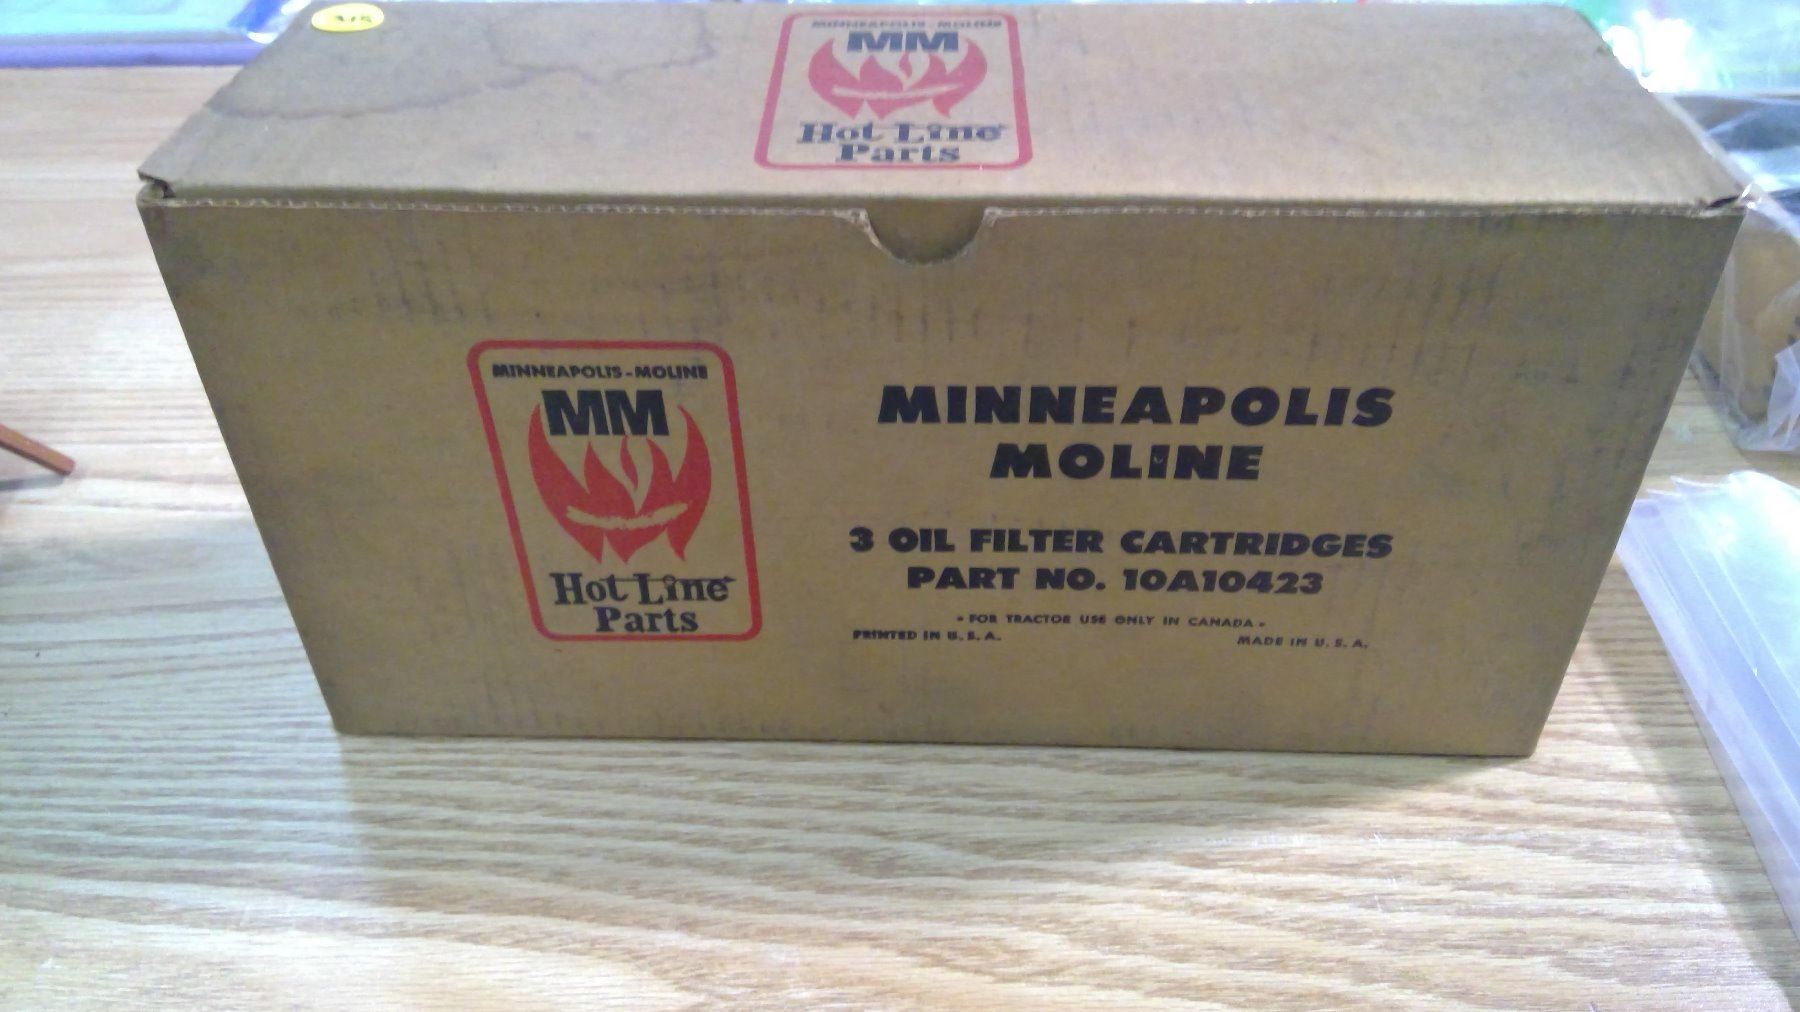 MINNEAPOLIS-MOLINE
MM
Hot Line
Parts
MINNEAPOLIS-MOLINE
MM
Hot Line
Parts
MINNEAPOLIS
MOLINE
3 OIL FILTER CARTRIDGES
PART NO. 10A10423
- FOR TRACTOR USE ONLY IN CANADA -
PRINTED IN U.S.A. MADE IN U.S.A.